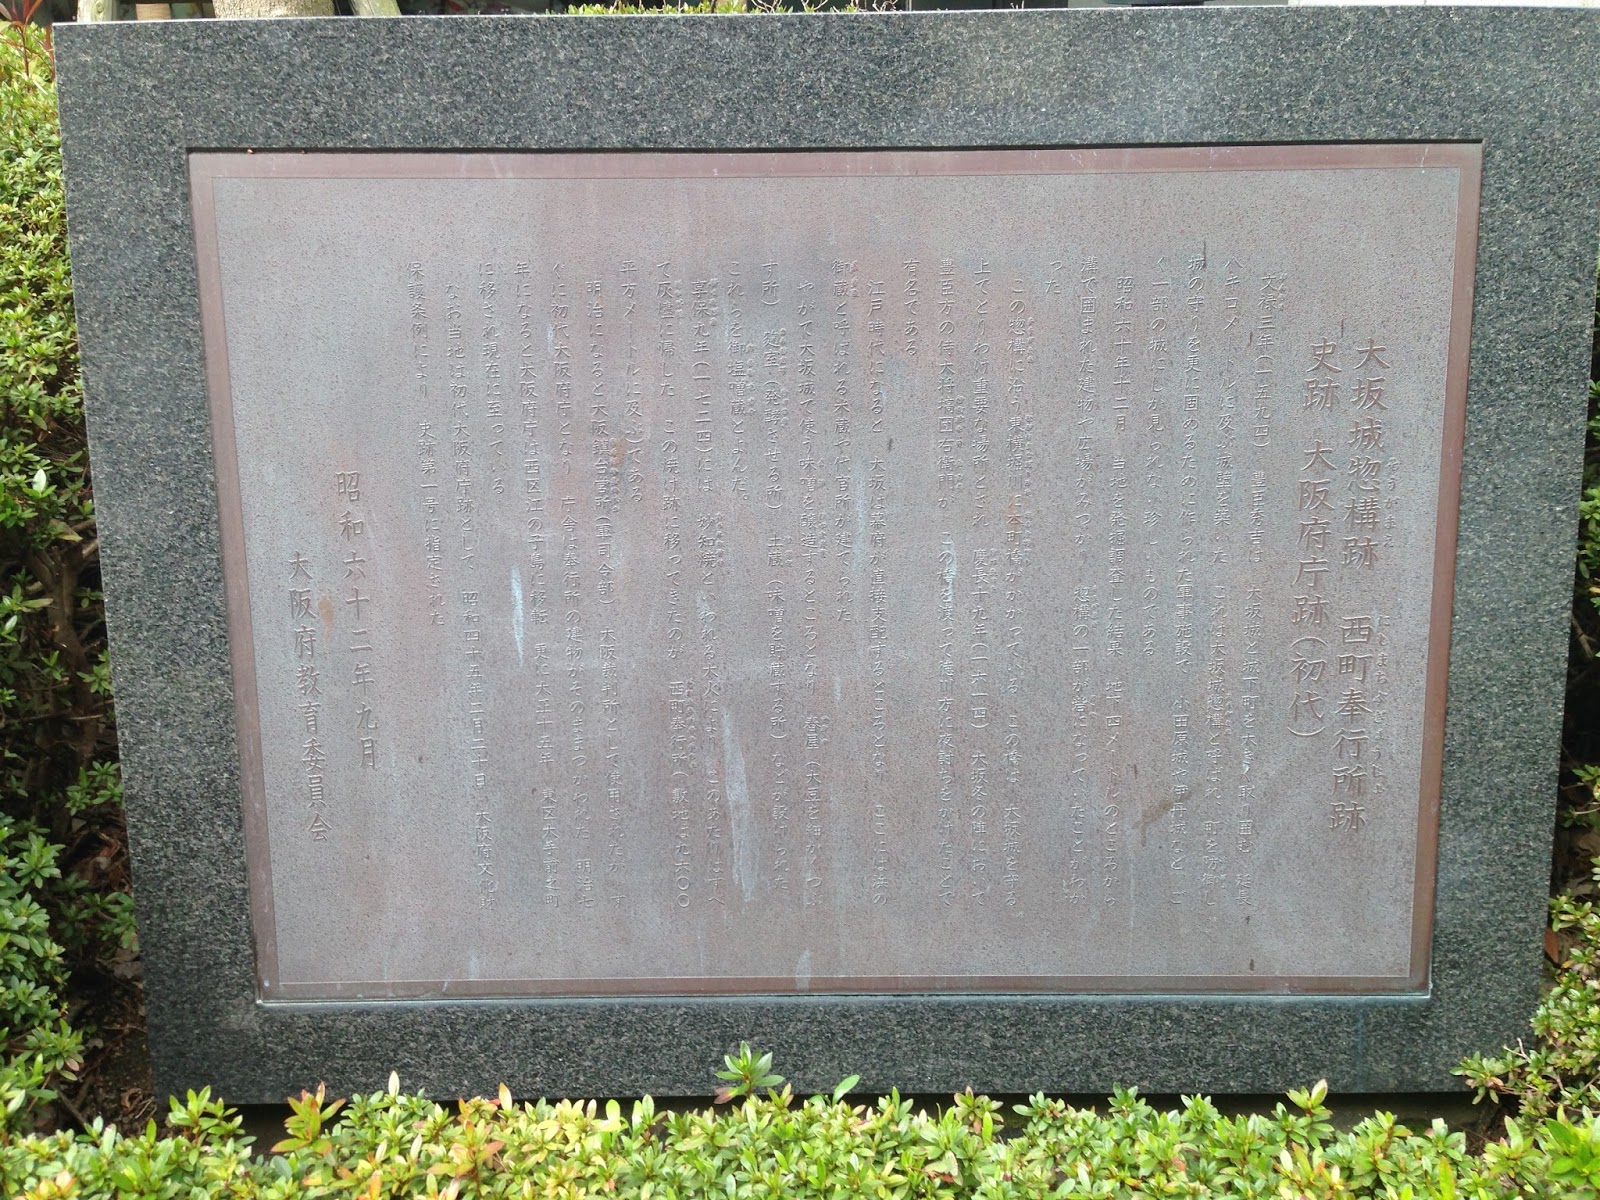 大坂城惣構跡　西町奉行所跡
史跡　大阪府庁跡(初代)
文禄三年(一五九四)　豊臣秀吉は　大坂城と城下町を大きく取り囲む　延長
八キロメートルに及ぶ城壁を築いた　これは大坂城惣構と呼ばれ、町を防御し
城の守りを更に固めるために作られた軍事施設で　小田原城や伊丹城など　ご
く一部の城にしか見られない珍しいものである
昭和六十年十二月　当地を発掘調査した結果　地下四メートルのところから
溝で囲まれた建物や広場がみつかり　惣構の一部が砦になっていたことがわか
った
この惣構に沿う東横堀川に本町橋がかかっている　この橋は　大坂城を守る
上でとりわけ重要な場所とされ　慶長十九年(一六一四)　大坂冬の陣において
豊臣方の侍大将塙団右衛門が　この橋を渡って徳川方に夜討ちをかけたことで
有名である
江戸時代になると　大坂は幕府が直接支配するところとなり　ここには浜の
御蔵と呼ばれる米蔵や代官所が建てられた
やがて大坂城で使う味噌を醸造するところとなり　舂屋(大豆を細かくつぶ
す所)　麹室(発酵させる所)　土蔵(味噌を貯蔵する所)などが設けられた
これらを御塩噌蔵とよんだ。
享保九年(一七二四)には　妙知焼といわれる大火により　このあたりはすべ
て灰塵に帰した　この焼け跡に移ってきたのが　西町奉行所(敷地は九六〇〇
平方メートルに及ぶ)である
明治になると大阪鎮台営所(軍司令部)　大阪裁判所として使用されたが　す
ぐに初代大阪府庁となり　庁舎は奉行所の建物がそのままつかわれた　明治七
年になると大阪府庁は西区江の子島に移転　更に大正十五年　東区大手前之町
に移され現在に至っている
なお当地は初代大阪府庁跡として　昭和四十五年二月二十日　大阪府文化財
保護条例により　史跡第一号に指定された
昭和六十二年九月
大阪府教育委員会